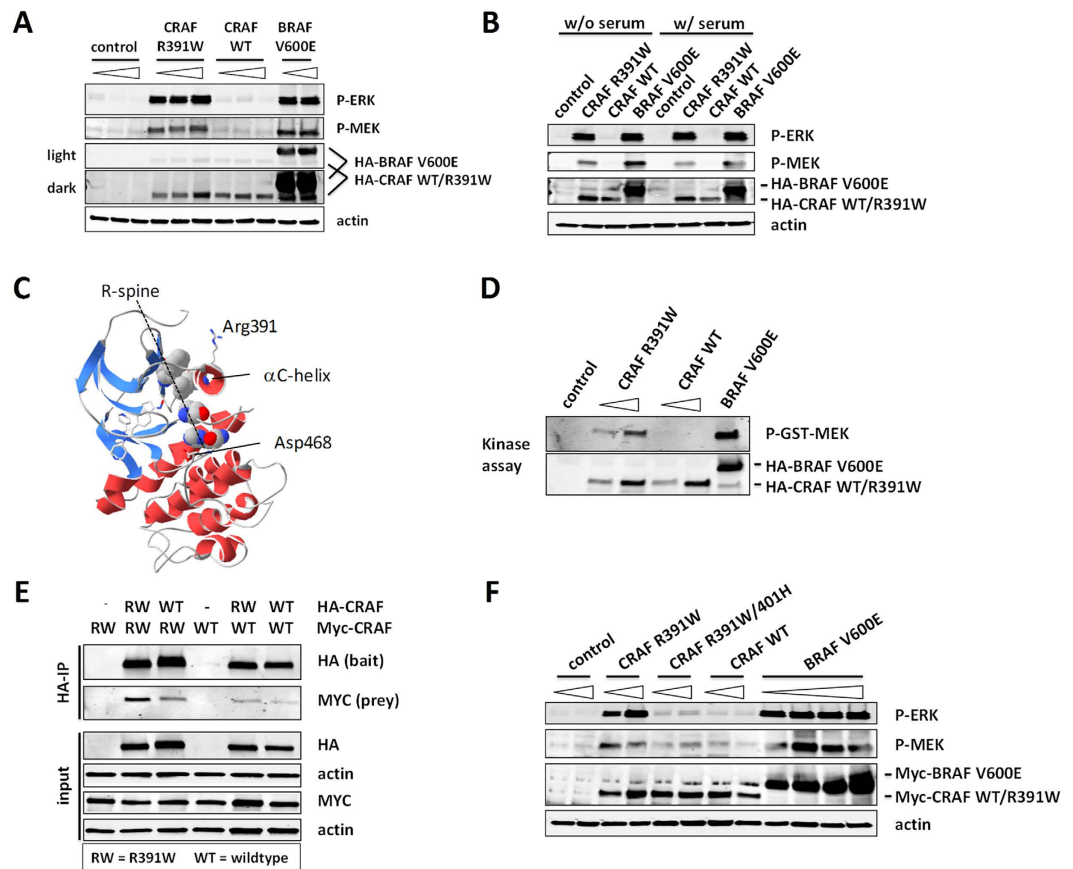 A
control
CRAF R391W
CRAF WT
BRAF V600E
P-ERK
P-MEK
light
HA-BRAF V600E
dark
HA-CRAF WT/R391W
actin
B
w/o serum
w/ serum
control
CRAF R391W
CRAF WT
BRAF V600E
control
CRAF R391W
CRAF WT
BRAF V600E
P-ERK
P-MEK
HA-BRAF V600E
HA-CRAF WT/R391W
actin
C
R-spine
Arg391
αC-helix
Asp468
D
control
CRAF R391W
CRAF WT
BRAF V600E
Kinase assay
P-GST-MEK
HA-BRAF V600E
HA-CRAF WT/R391W
E
- RW WT - RW WT HA-CRAF
RW RW RW WT WT WT Myc-CRAF
HA-IP
HA (bait)
MYC (prey)
input
HA
actin
MYC
actin
RW = R391W WT = wildtype
F
control
CRAF R391W
CRAF R391W/401H
CRAF WT
BRAF V600E
P-ERK
P-MEK
Myc-BRAF V600E
Myc-CRAF WT/R391W
actin